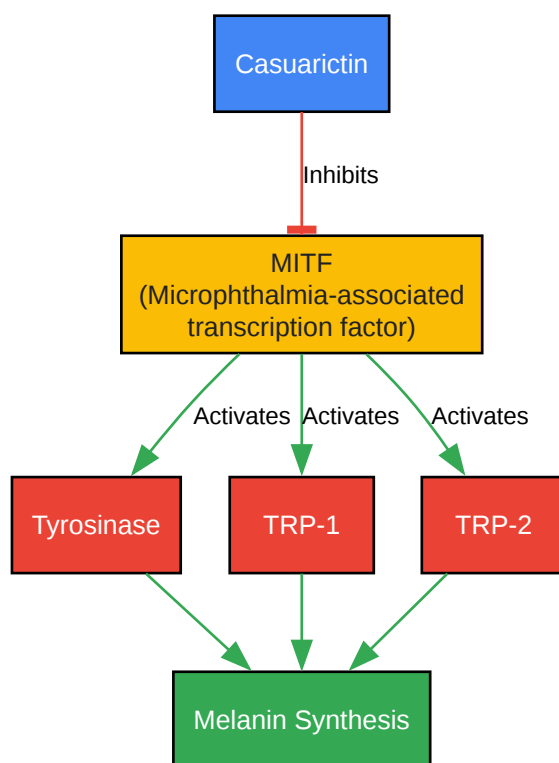 Casuarictin
Inhibits
MITF
(Microphthalmia-associated
transcription factor)
Activates Activates Activates
Tyrosinase TRP-1 TRP-2
Melanin Synthesis